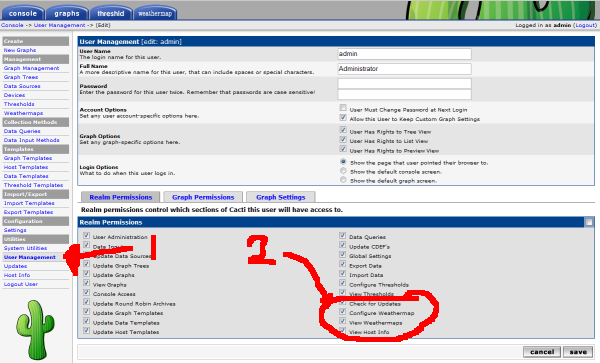 console graphs threshld weathermap
Console -> User Management -> (Edit) Logged in as admin (Logout)
Create
New Graphs
Management
Graph Management
Graph Trees
Data Sources
Devices
Thresholds
Weathermaps
Collection Methods
Data Queries
Data Input Methods
Templates
Graph Templates
Host Templates
Data Templates
Threshold Templates
Import/Export
Import Templates
Export Templates
Configuration
Settings
Utilities
System Utilities
User Management
Updates
Host Info
Logout User
User Management [edit: admin]
User Name
The login name for this user.
admin
Full Name
A more descriptive name for this user, that can include spaces or special characters.
Administrator
Password
Enter the password for this user twice. Remember that passwords are case sensitive!
Account Options
Set any user account-specific options here.
User Must Change Password at Next Login
Allow this User to Keep Custom Graph Settings
Graph Options
Set any graph-specific options here.
User Has Rights to Tree View
User Has Rights to List View
User Has Rights to Preview View
Login Options
What to do when this user logs in.
Show the page that user pointed their browser to.
Show the default console screen.
Show the default graph screen.
Realm Permissions Graph Permissions Graph Settings
Realm permissions control which sections of Cacti this user will have access to.
Realm Permissions
User Administration
Data Input
Update Data Sources
Update Graph Trees
Update Graphs
View Graphs
Console Access
Update Round Robin Archives
Update Graph Templates
Update Data Templates
Update Host Templates
Data Queries
Update CDEF's
Global Settings
Export Data
Import Data
Configure Thresholds
View Thresholds
Check for Updates
Configure Weathermap
View Weathermaps
View Host Info
1
2
cancel save